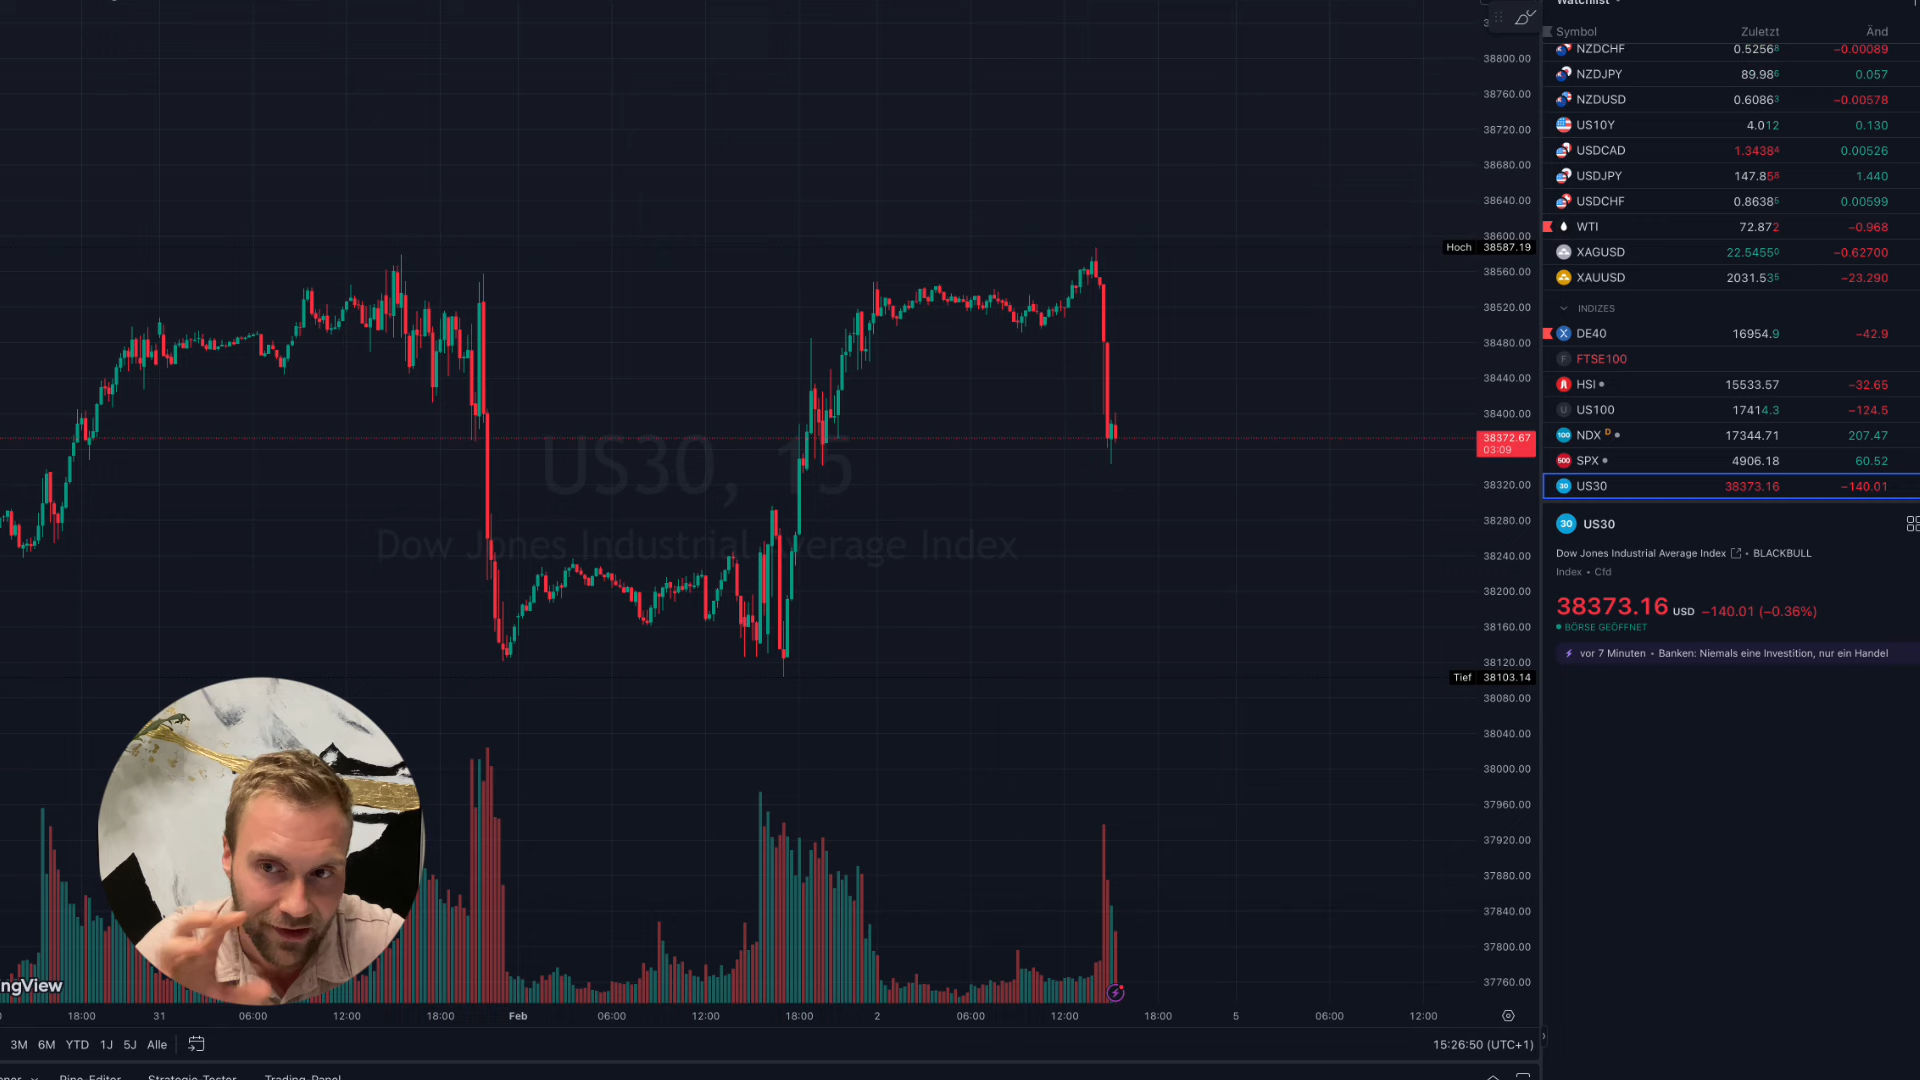 Watchlist
Symbol Zuletzt Änd
NZDCHF 0.52568 −0.00089
NZDJPY 89.986 0.057
NZDUSD 0.60863 −0.00578
US10Y 4.012 0.130
USDCAD 1.34384 0.00526
USDJPY 147.858 1.440
USDCHF 0.86385 0.00599
WTI 72.872 −0.968
XAGUSD 22.54550 −0.62700
XAUUSD 2031.535 −23.290
INDIZES
DE40 16954.9 −42.9
FTSE100
HSI 15533.57 −32.65
US100 17414.3 −124.5
NDX D 17344.71 207.47
SPX 4906.18 60.52
US30 38373.16 −140.01
30 US30
Dow Jones Industrial Average Index • BLACKBULL
Index • Cfd
38373.16 USD −140.01 (−0.36%)
BÖRSE GEÖFFNET
vor 7 Minuten • Banken: Niemals eine Investition, nur ein Handel
38800.00
38760.00
38720.00
38680.00
38640.00
38600.00
Hoch 38587.19
38560.00
38520.00
38480.00
38440.00
38400.00
38372.67
03:09
38320.00
38280.00
38240.00
38200.00
38160.00
38120.00
Tief 38103.14
38080.00
38040.00
38000.00
37960.00
37920.00
37880.00
37840.00
37800.00
37760.00
US30, 15
Dow Jones Industrial Average Index
ngView
18:00 31 06:00 12:00 18:00 Feb 06:00 12:00 18:00 2 06:00 12:00 18:00 5 06:00 12:00
3M 6M YTD 1J 5J Alle
15:26:50 (UTC+1)
Pine Editor Strategie-Tester Trading-Panel